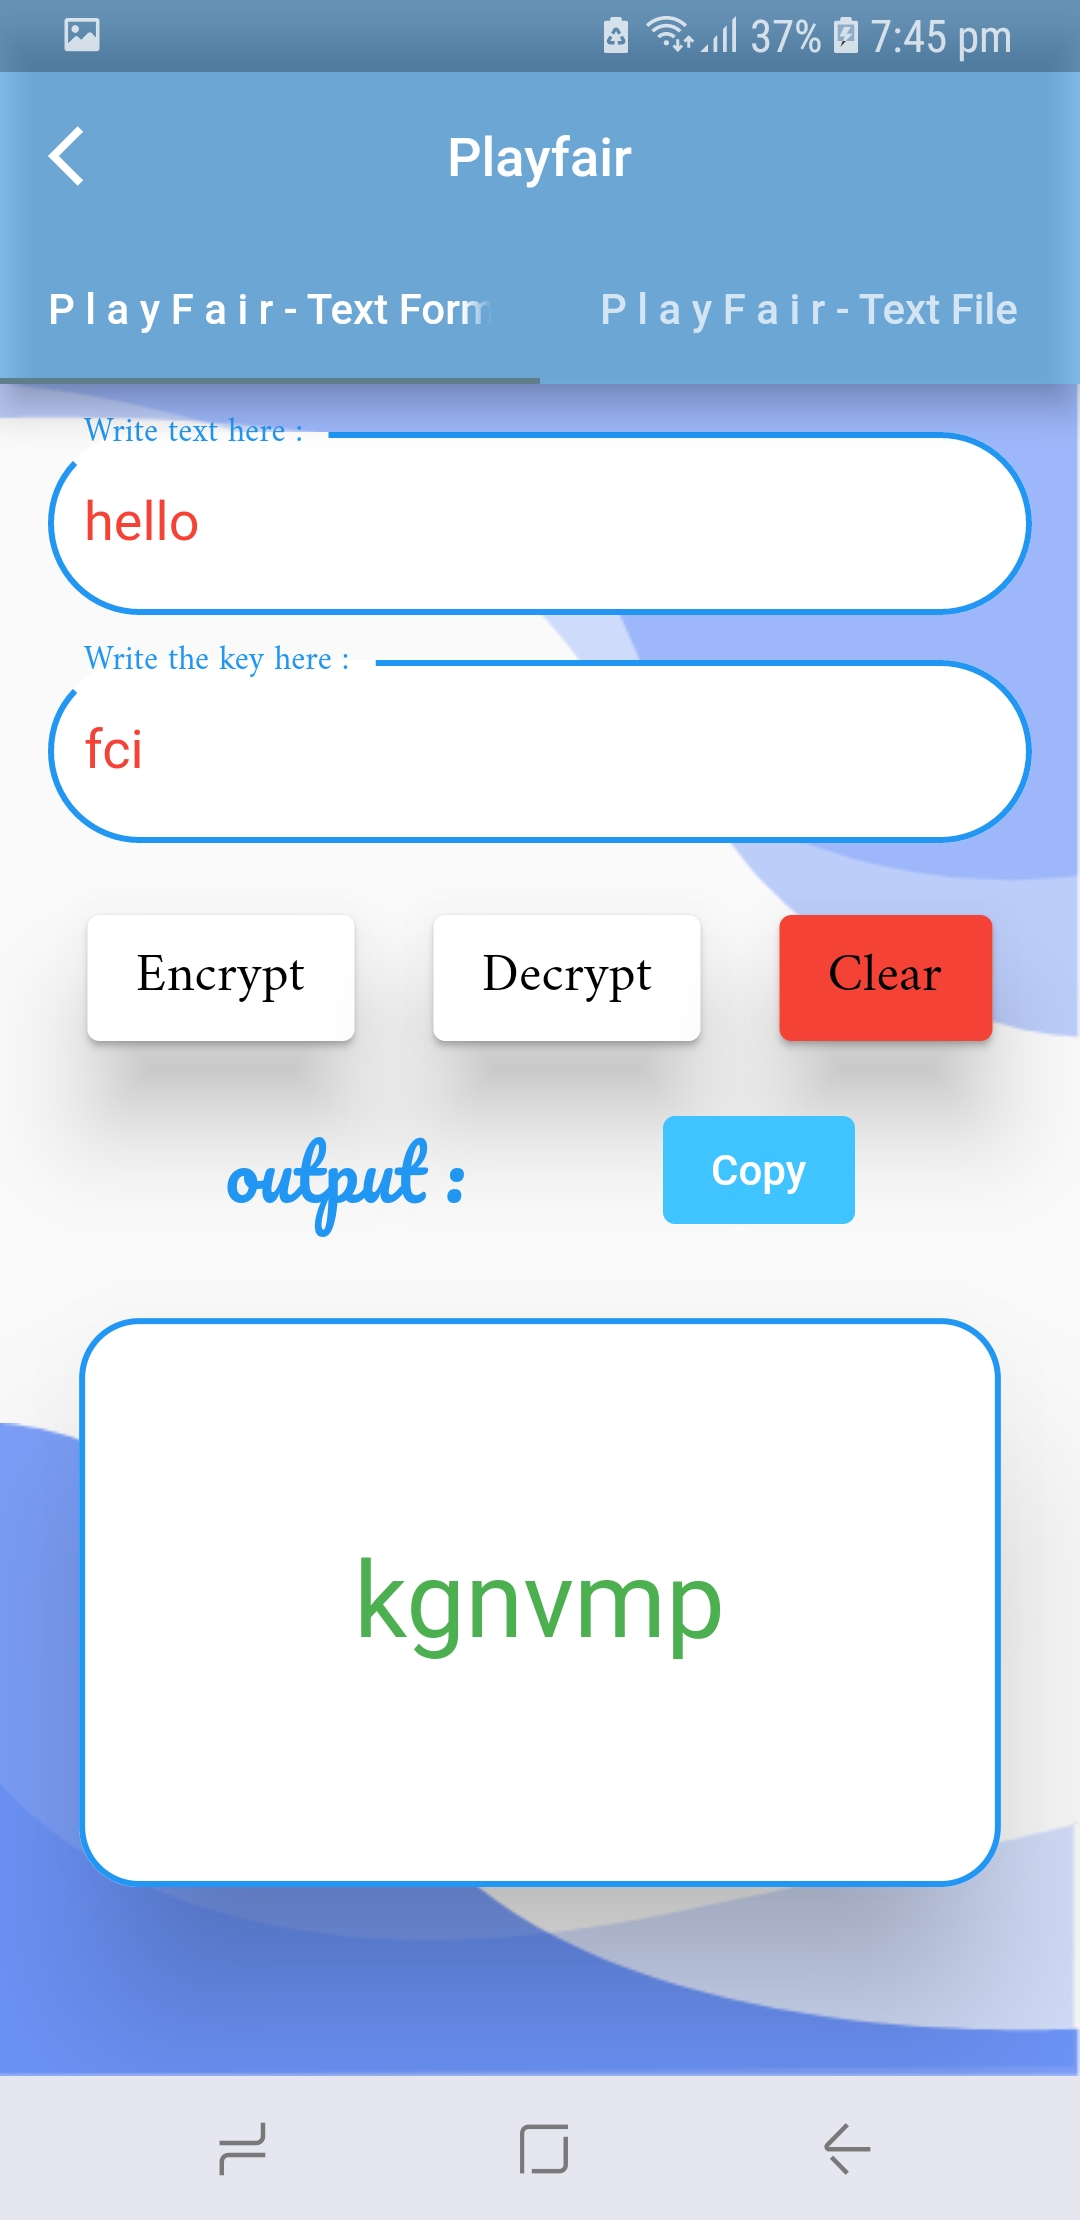 37% 7:45 pm
Playfair
P l a y F a i r - Text Form
P l a y F a i r - Text File
Write text here :
hello
Write the key here :
fci
Encrypt
Decrypt
Clear
output :
Copy
kgnvmp